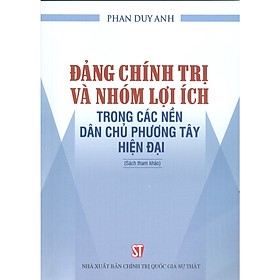 PHAN DUY ANH
ĐẢNG CHÍNH TRỊ
VÀ NHÓM LỢI ÍCH
TRONG CÁC NỀN
DÂN CHỦ PHƯƠNG TÂY
HIỆN ĐẠI
(Sách tham khảo)
ST
NHÀ XUẤT BẢN CHÍNH TRỊ QUỐC GIA SỰ THẬT